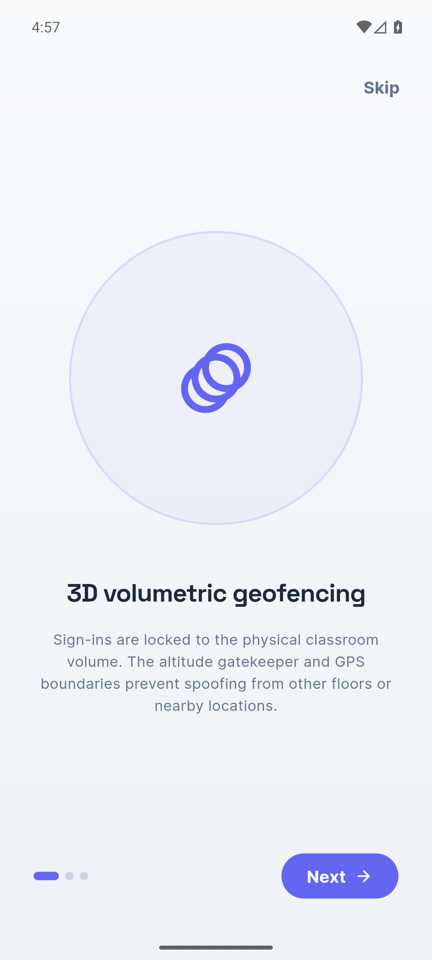 4:57
Skip
3D volumetric geofencing
Sign-ins are locked to the physical classroom
volume. The altitude gatekeeper and GPS
boundaries prevent spoofing from other floors or
nearby locations.
Next